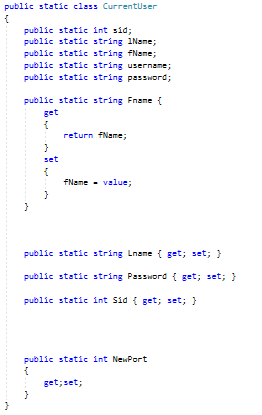 public static class CurrentUser
{
public static int sid;
public static string lName;
public static string fName;
public static string username;
public static string password;
public static string Fname {
get
{
return fName;
}
set
{
fName = value;
}
}
public static string Lname { get; set; }
public static string Password { get; set; }
public static int Sid { get; set; }
public static int NewPort
{
get;set;
}
}